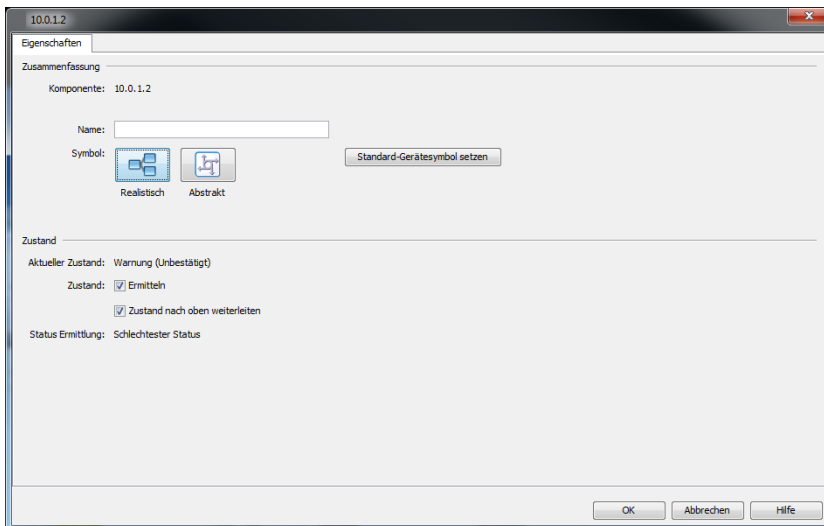 10.0.1.2
Eigenschaften
Zusammenfassung
Komponente: 10.0.1.2
Name:
Symbol:
Standard-Gerätesymbol setzen
Realistisch Abstrakt
Zustand
Aktueller Zustand: Warnung (Unbestätigt)
Zustand: Ermitteln
Zustand nach oben weiterleiten
Status Ermittlung: Schlechtester Status
OK Abbrechen Hilfe